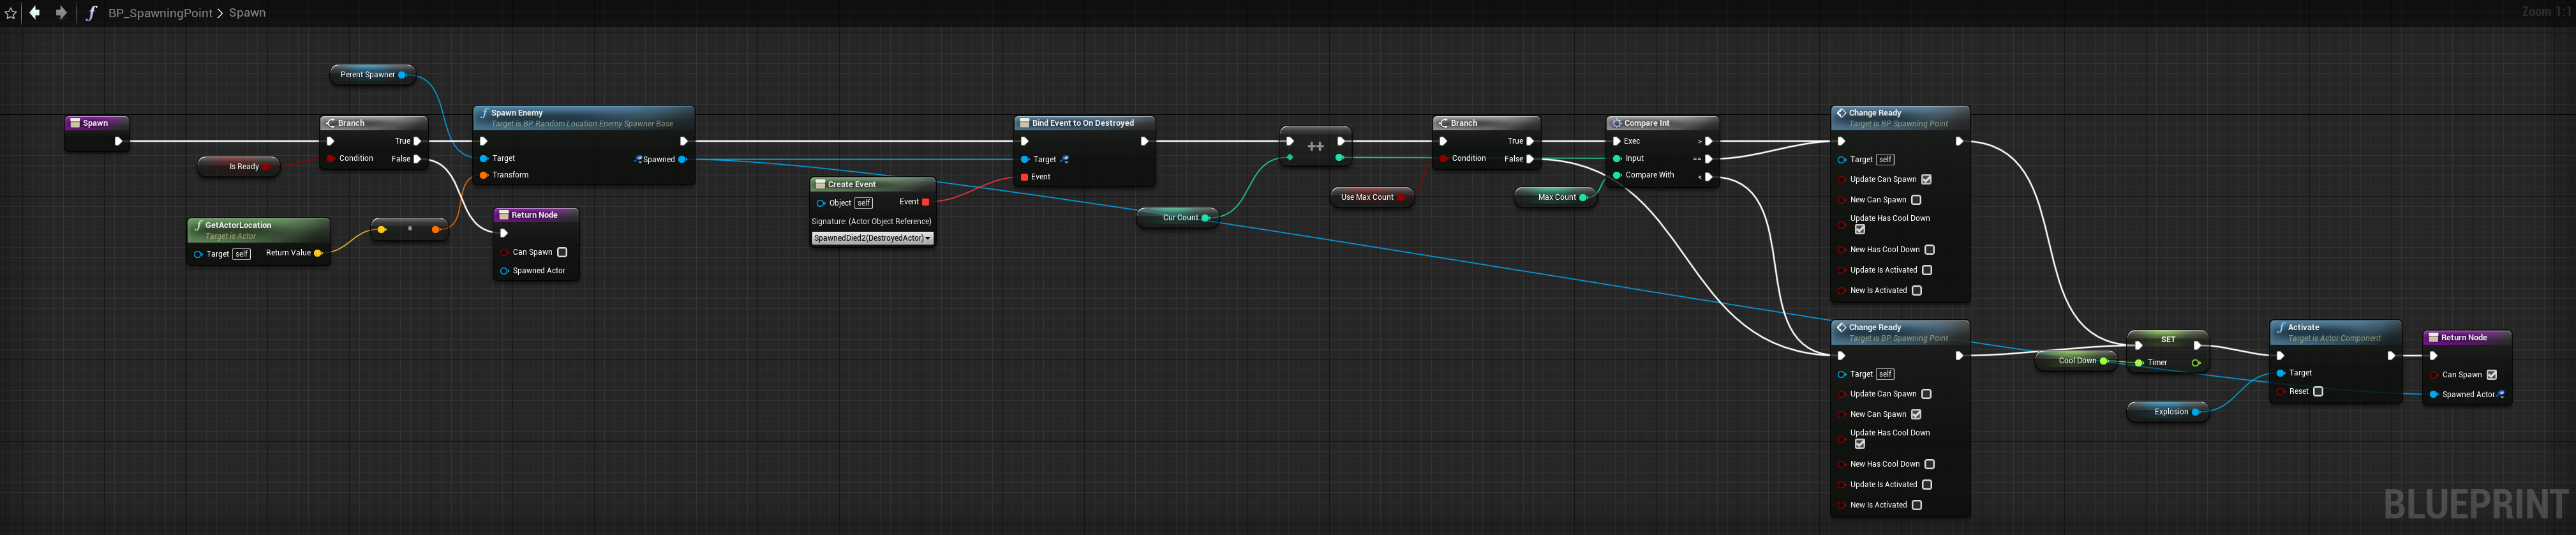 BP_SpawningPoint > Spawn
Zoom 1:1
Perent Spawner
Spawn
Branch
True
Condition
False
Is Ready
GetActorLocation
Target is Actor
Target self
Return Value
Spawn Enemy
Target is BP Random Location Enemy Spawner Base
Target
Spawned
Transform
Return Node
Can Spawn
Spawned Actor
Create Event
Object self
Event
Signature: (Actor Object Reference)
SpawnedDied2(DestroyedActor)
Bind Event to On Destroyed
Target
Event
Cur Count
++
Branch
True
Condition
False
Use Max Count
Compare Int
Exec
>
Input
==
Compare With
<
Max Count
Change Ready
Target is BP Spawning Point
Target self
Update Can Spawn
New Can Spawn
Update Has Cool Down
New Has Cool Down
Update Is Activated
New Is Activated
Change Ready
Target is BP Spawning Point
Target self
Update Can Spawn
New Can Spawn
Update Has Cool Down
New Has Cool Down
Update Is Activated
New Is Activated
Cool Down
SET
Timer
Explosion
Activate
Target is Actor Component
Target
Reset
Return Node
Can Spawn
Spawned Actor
BLUEPRINT